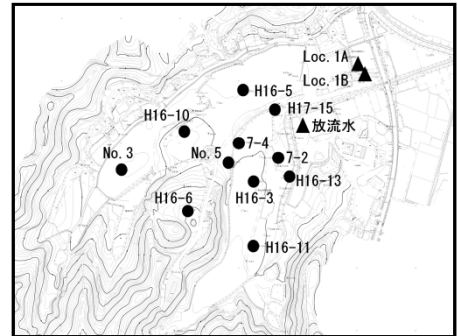 Loc. 1A
Loc. 1B
H16-5
H17-15
放流水
H16-10
7-4
No. 3
No. 5
7-2
H16-13
H16-3
H16-6
H16-11